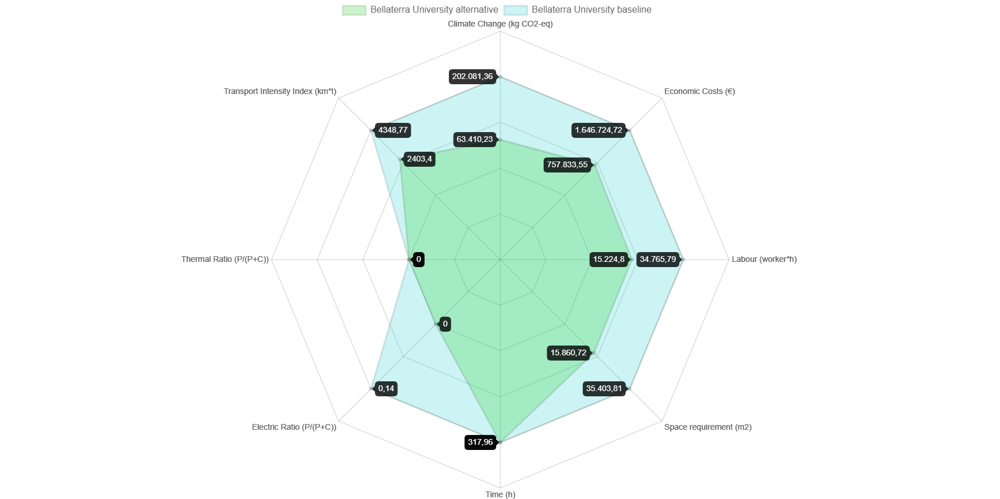 Bellaterra University alternative
Bellaterra University baseline
Climate Change (kg CO2-eq)
202.081,36
Transport Intensity Index (km*t)
Economic Costs (€)
4348,77
1.646.724,72
63.410,23
2403,4
757.833,55
Thermal Ratio (P/(P+C))
0
15.224,8
34.765,79
Labour (worker*h)
0
15.860,72
0,14
35.403,81
Electric Ratio (P/(P+C))
Space requirement (m2)
317,96
Time (h)